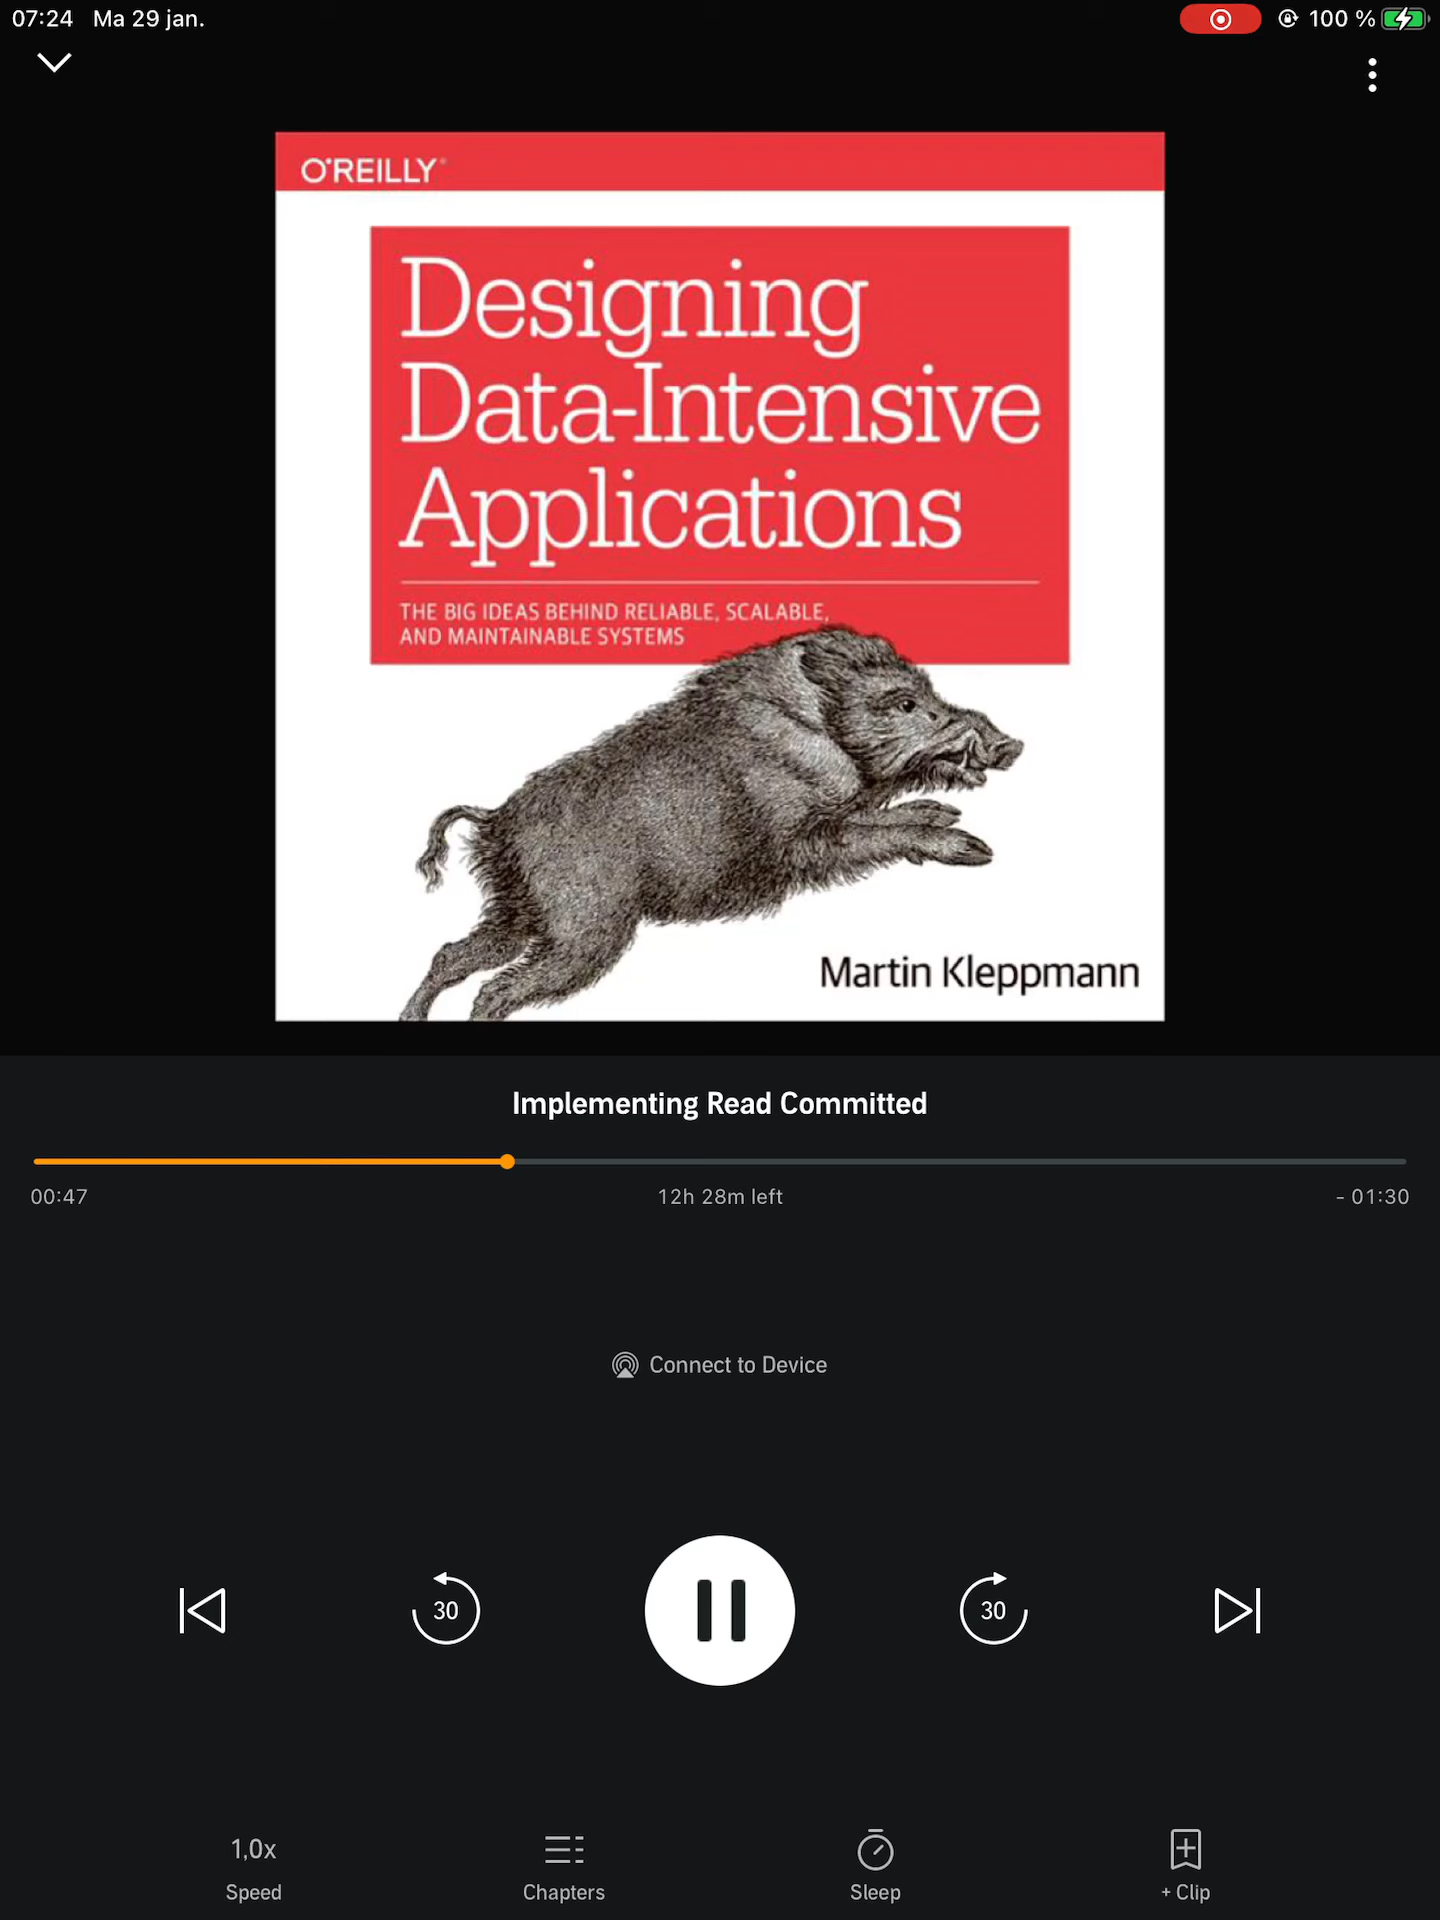 07:24 Ma 29 jan.
100 %
O'REILLY®
Designing
Data-Intensive
Applications
THE BIG IDEAS BEHIND RELIABLE, SCALABLE,
AND MAINTAINABLE SYSTEMS
Martin Kleppmann
Implementing Read Committed
00:47
12h 28m left
- 01:30
Connect to Device
30
30
1,0x
Speed
Chapters
Sleep
+ Clip